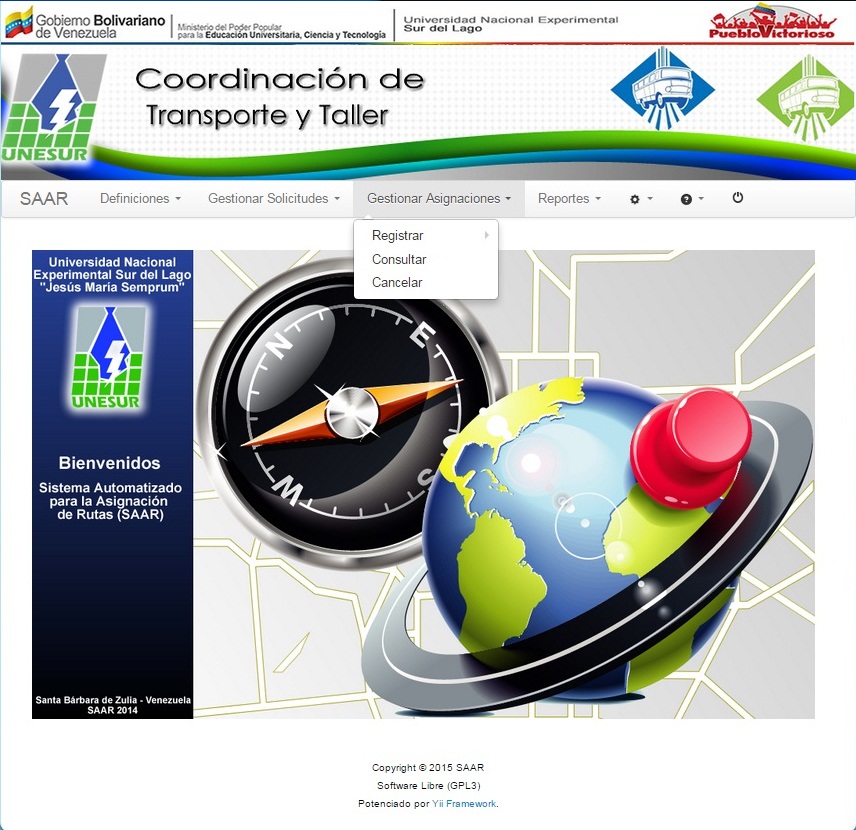 Gobierno Bolivariano
de Venezuela
Ministerio del Poder Popular
para la Educación Universitaria, Ciencia y Tecnología
Universidad Nacional Experimental
Sur del Lago
PuebloVictorioso
UNESUR
Coordinación de
Transporte y Taller
SAAR
Definiciones
Gestionar Solicitudes
Gestionar Asignaciones
Reportes
Registrar
Consultar
Cancelar
Universidad Nacional
Experimental Sur del Lago
"Jesús María Semprum"
UNESUR
Bienvenidos
Sistema Automatizado
para la Asignación
de Rutas (SAAR)
Santa Bárbara de Zulia - Venezuela
SAAR 2014
N
E
S
W
Copyright © 2015 SAAR
Software Libre (GPL3)
Potenciado por Yii Framework.